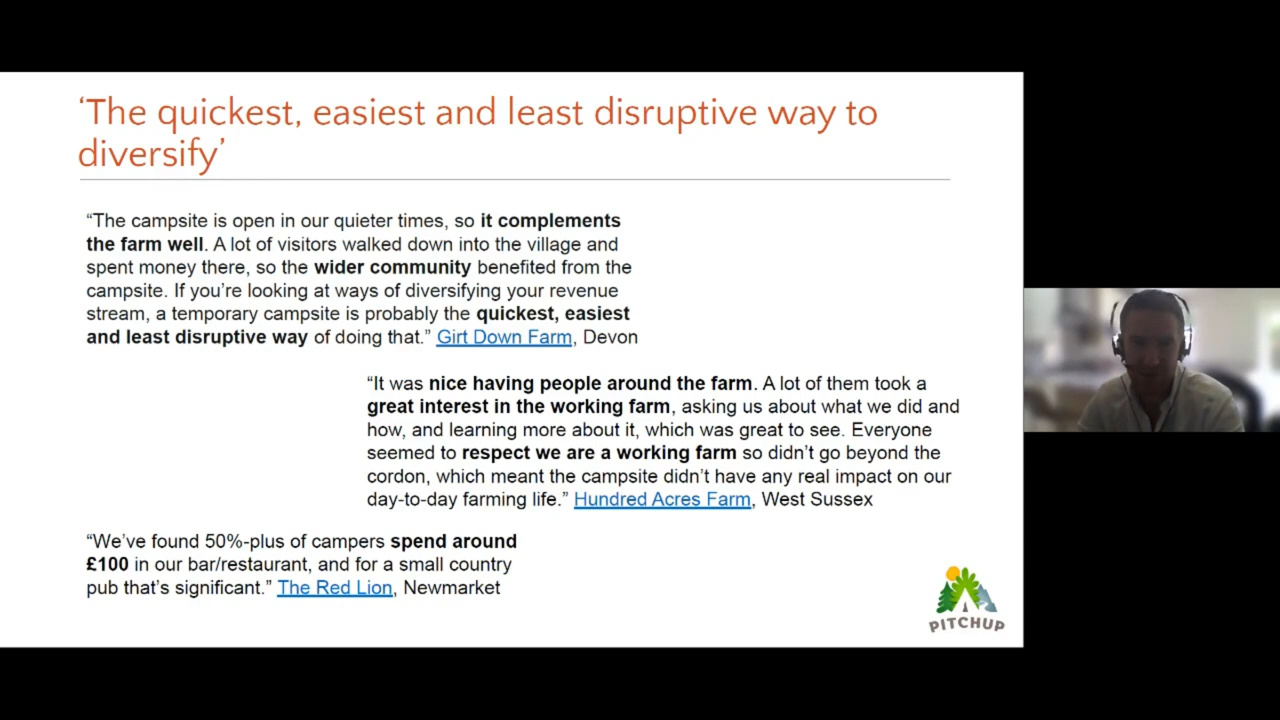 ‘The quickest, easiest and least disruptive way to
diversify’
“The campsite is open in our quieter times, so it complements
the farm well. A lot of visitors walked down into the village and
spent money there, so the wider community benefited from the
campsite. If you’re looking at ways of diversifying your revenue
stream, a temporary campsite is probably the quickest, easiest
and least disruptive way of doing that.” Girt Down Farm, Devon
“It was nice having people around the farm. A lot of them took a
great interest in the working farm, asking us about what we did and
how, and learning more about it, which was great to see. Everyone
seemed to respect we are a working farm so didn’t go beyond the
cordon, which meant the campsite didn’t have any real impact on our
day-to-day farming life.” Hundred Acres Farm, West Sussex
“We’ve found 50%-plus of campers spend around
£100 in our bar/restaurant, and for a small country
pub that’s significant.” The Red Lion, Newmarket
PITCHUP